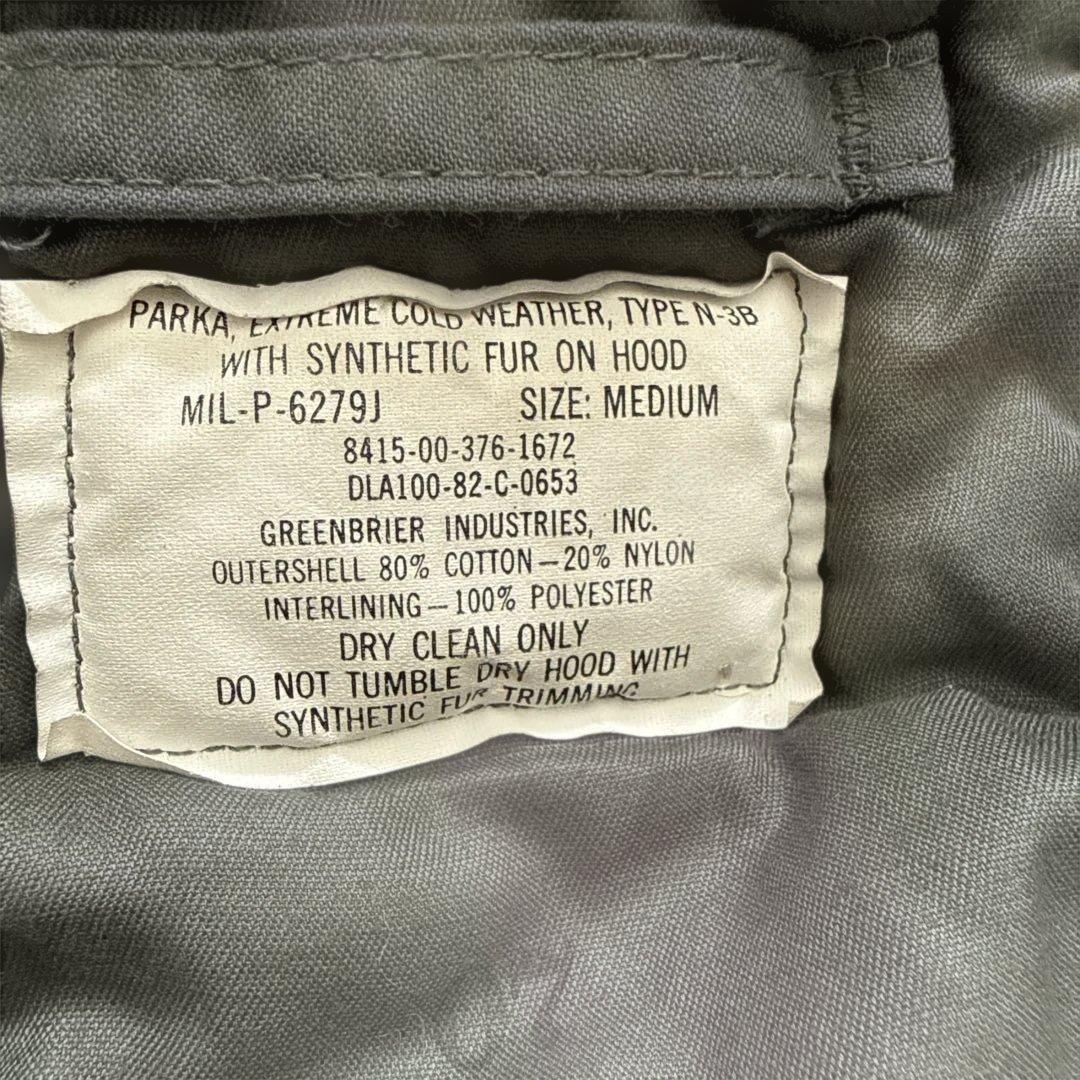 PARKA, EXTREME COLD WEATHER, TYPE N-3B
WITH SYNTHETIC FUR ON HOOD
MIL-P-6279J SIZE: MEDIUM
8415-00-376-1672
DLA100-82-C-0653
GREENBRIER INDUSTRIES, INC.
OUTERSHELL 80% COTTON—20% NYLON
INTERLINING—100% POLYESTER
DRY CLEAN ONLY
DO NOT TUMBLE DRY HOOD WITH
SYNTHETIC FUR TRIMMING